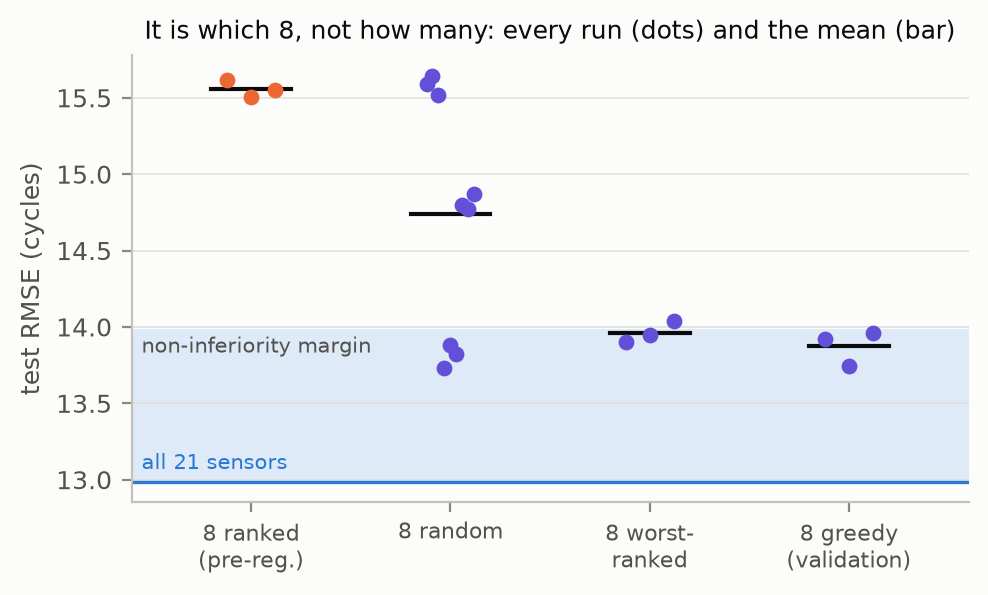 It is which 8, not how many: every run (dots) and the mean (bar)
test RMSE (cycles)
15.5
15.0
14.5
14.0
13.5
13.0
non-inferiority margin
all 21 sensors
8 ranked
(pre-reg.)
8 random
8 worst-
ranked
8 greedy
(validation)